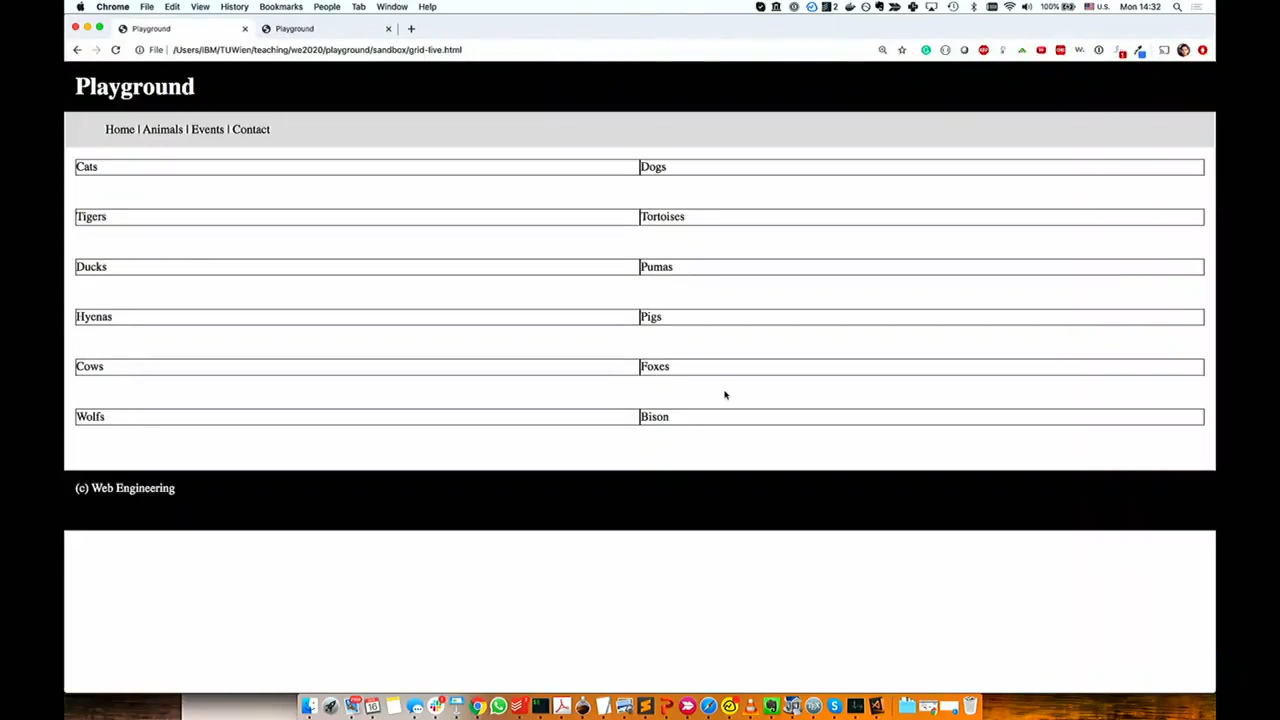 Chrome File Edit View History Bookmarks People Tab Window Help 2 100% U.S. Mon 14:32
Playground Playground
File /Users/IBM/TUWien/teaching/we2020/playground/sandbox/grid-live.html
Playground
Home | Animals | Events | Contact
Cats Dogs
Tigers Tortoises
Ducks Pumas
Hyenas Pigs
Cows Foxes
Wolfs Bison
(c) Web Engineering